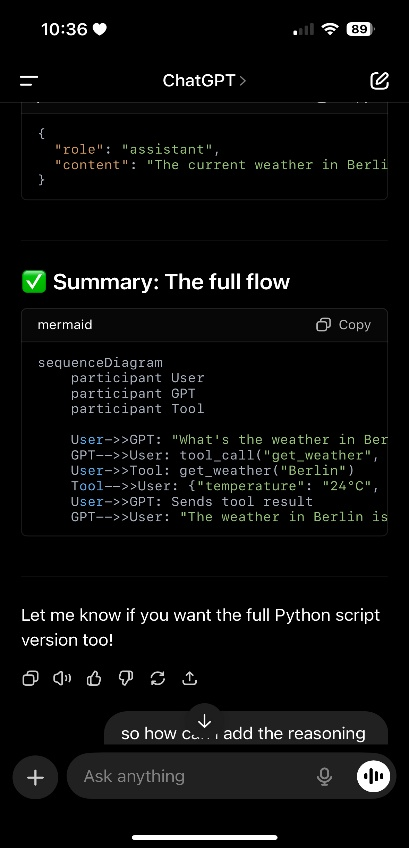 10:36
89
ChatGPT
{
"role": "assistant",
"content": "The current weather in Berli
}
Summary: The full flow
mermaid
Copy
sequenceDiagram
participant User
participant GPT
participant Tool
User->>GPT: "What's the weather in Ber
GPT-->>User: tool_call("get_weather",
User->>Tool: get_weather("Berlin")
Tool-->>User: {"temperature": "24°C",
User->>GPT: Sends tool result
GPT-->>User: "The weather in Berlin is
Let me know if you want the full Python script
version too!
so how can i add the reasoning
Ask anything